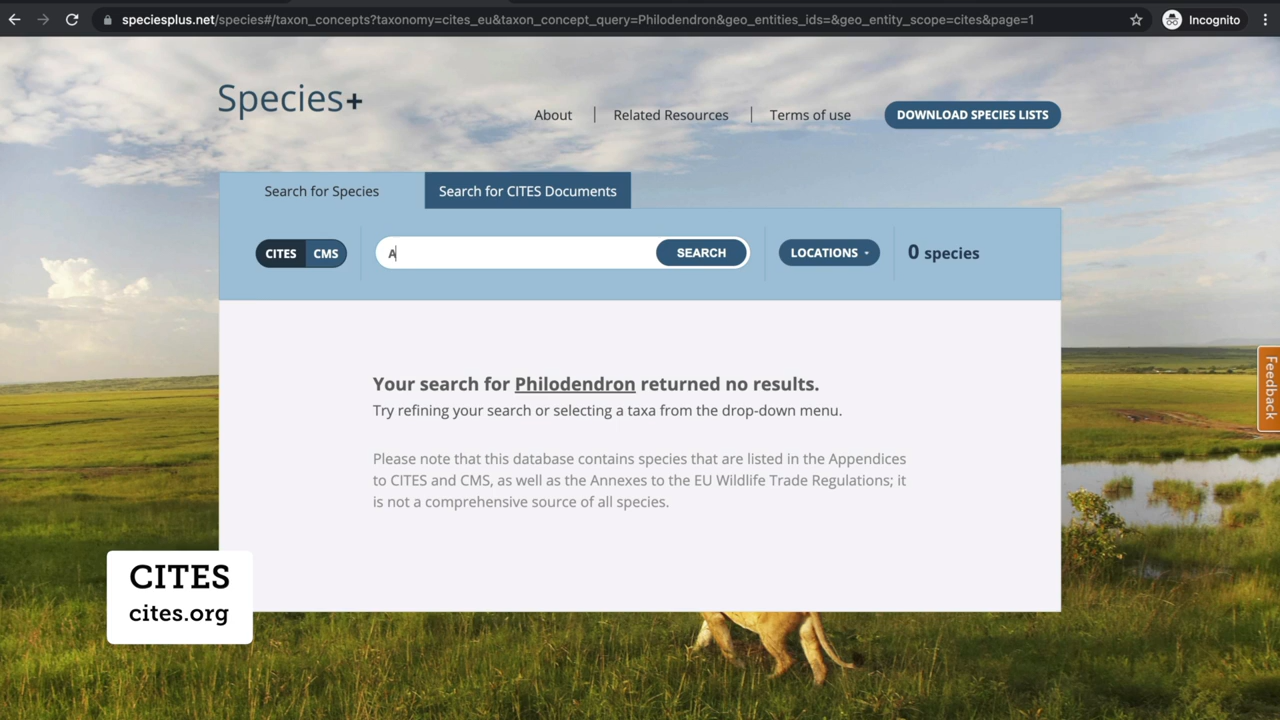 speciesplus.net/species#/taxon_concepts?taxonomy=cites_eu&taxon_concept_query=Philodendron&geo_entities_ids=&geo_entity_scope=cites&page=1
Incognito
Species+
About
Related Resources
Terms of use
DOWNLOAD SPECIES LISTS
Search for Species
Search for CITES Documents
CITES
CMS
A
SEARCH
LOCATIONS
0 species
Your search for Philodendron returned no results.
Try refining your search or selecting a taxa from the drop-down menu.
Please note that this database contains species that are listed in the Appendices
to CITES and CMS, as well as the Annexes to the EU Wildlife Trade Regulations; it
is not a comprehensive source of all species.
Feedback
CITES
cites.org